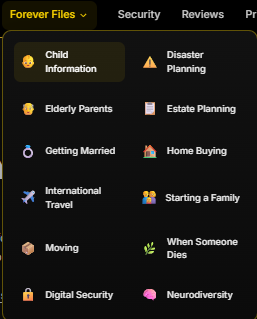 Forever Files Security Reviews Pr
Child
Information
Disaster
Planning
Elderly Parents
Estate Planning
Getting Married
Home Buying
International
Travel
Starting a Family
Moving
When Someone
Dies
Digital Security
Neurodiversity